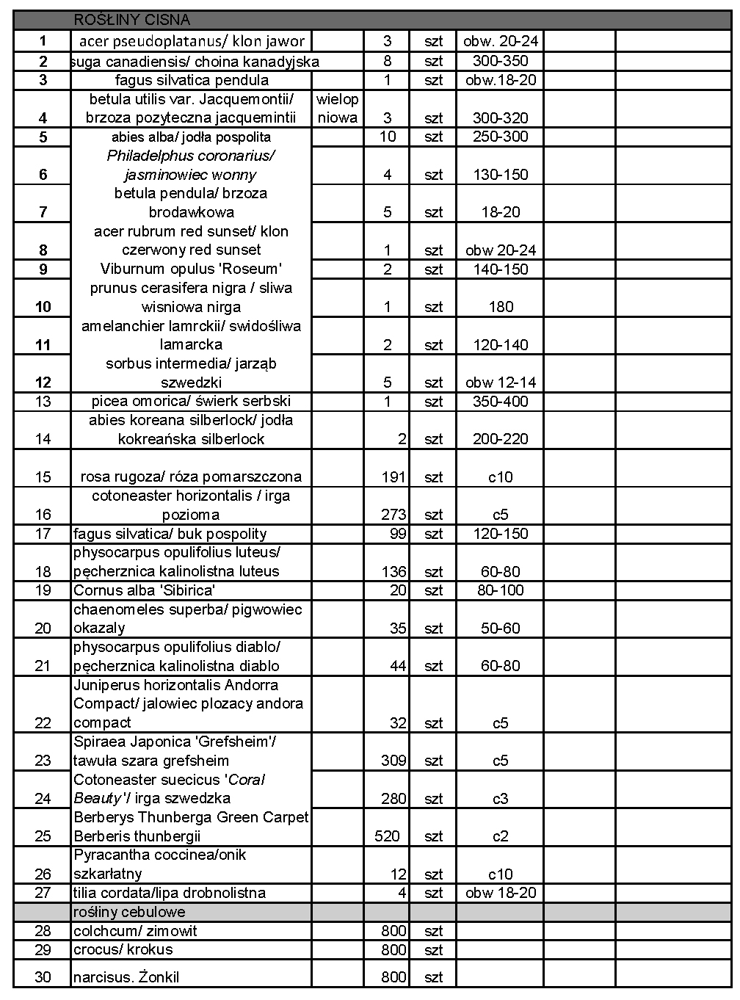 ROŚŁINY CISNA
1 acer pseudoplatanus/ klon jawor 3 szt obw. 20-24
2 suga canadiensis/ choina kanadyjska 8 szt 300-350
3 fagus silvatica pendula 1 szt obw.18-20
betula utilis var. Jacquemontii/ wielop
4 brzoza pozyteczna jacquemintii niowa 3 szt 300-320
5 abies alba/ jodła pospolita 10 szt 250-300
Philadelphus coronarius/
6 jasminowiec wonny 4 szt 130-150
betula pendula/ brzoza
7 brodawkowa 5 szt 18-20
acer rubrum red sunset/ klon
8 czerwony red sunset 1 szt obw 20-24
9 Viburnum opulus 'Roseum' 2 szt 140-150
prunus cerasifera nigra / sliwa
10 wisniowa nirga 1 szt 180
amelanchier lamrckii/ swidośliwa
11 lamarcka 2 szt 120-140
sorbus intermedia/ jarząb
12 szwedzki 5 szt obw 12-14
13 picea omorica/ świerk serbski 1 szt 350-400
abies koreana silberlock/ jodła
14 kokreańska silberlock 2 szt 200-220
15 rosa rugoza/ róza pomarszczona 191 szt c10
cotoneaster horizontalis / irga
16 pozioma 273 szt c5
17 fagus silvatica/ buk pospolity 99 szt 120-150
physocarpus opulifolius luteus/
18 pęcherznica kalinolistna luteus 136 szt 60-80
19 Cornus alba 'Sibirica' 20 szt 80-100
chaenomeles superba/ pigwowiec
20 okazaly 35 szt 50-60
physocarpus opulifolius diablo/
21 pęcherznica kalinolistna diablo 44 szt 60-80
Juniperus horizontalis Andorra
Compact/ jalowiec plozacy andora
22 compact 32 szt c5
Spiraea Japonica 'Grefsheim'/
23 tawuła szara grefsheim 309 szt c5
Cotoneaster suecicus 'Coral
24 Beauty'/ irga szwedzka 280 szt c3
Berberys Thunberga Green Carpet
25 Berberis thunbergii 520 szt c2
Pyracantha coccinea/onik
26 szkarłatny 12 szt c10
27 tilia cordata/lipa drobnolistna 4 szt obw 18-20
rośliny cebulowe
28 colchcum/ zimowit 800 szt
29 crocus/ krokus 800 szt
30 narcisus. Żonkil 800 szt